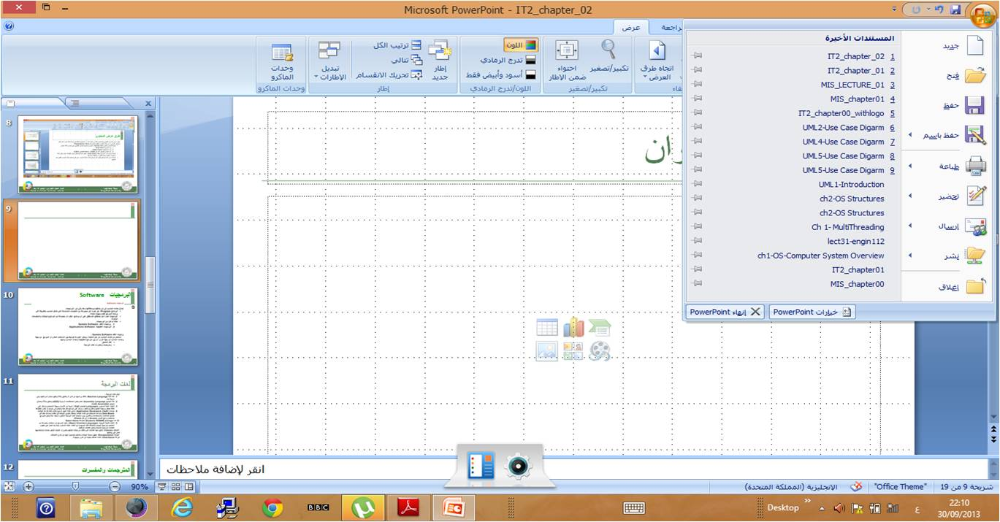 Microsoft PowerPoint - IT2_chapter_02
مراجعة
عرض
المستندات الأخيرة
1 IT2_chapter_02
2 IT2_chapter_01
3 MIS_LECTURE_01
4 MIS_chapter01
5 IT2_chapter00_withlogo
6 UML2-Use Case Digarm
7 UML4-Use Case Digarm
8 UML5-Use Case Digarm
9 UML5-Use Case Digarm
UML1-Introduction
ch2-OS Structures
ch2-OS Structures
Ch 1- MultiThreading
lect31-engin112
ch1-OS-Computer System Overview
IT2_chapter01
MIS_chapter00
جديد
فتح
حفظ
حفظ باسم
طباعة
تحضير
إرسال
نشر
إغلاق
خيارات PowerPoint
إنهاء PowerPoint
اتجاه طرف
العرض
تكبير/تصغير
احتواء
ضمن الإطار
تكبير/تصغير
اللون
تدرج الرمادي
أسود وأبيض فقط
اللون/تدرج الرمادي
إطار
جديد
ترتيب الكل
تتالي
تحريك الانقسام
تبديل
الإطارات
إطار
وحدات
الماكرو
وحدات الماكرو
8
9
10
البرمجيات Software
11
لغات البرمجة
12
المترجمات والمفسرات
انقر لإضافة ملاحظات
شريحة 9 من 19
"Office Theme"
الانجليزية (المملكة المتحدة)
90%
BBC
Desktop
ع
22:10
30/09/2013